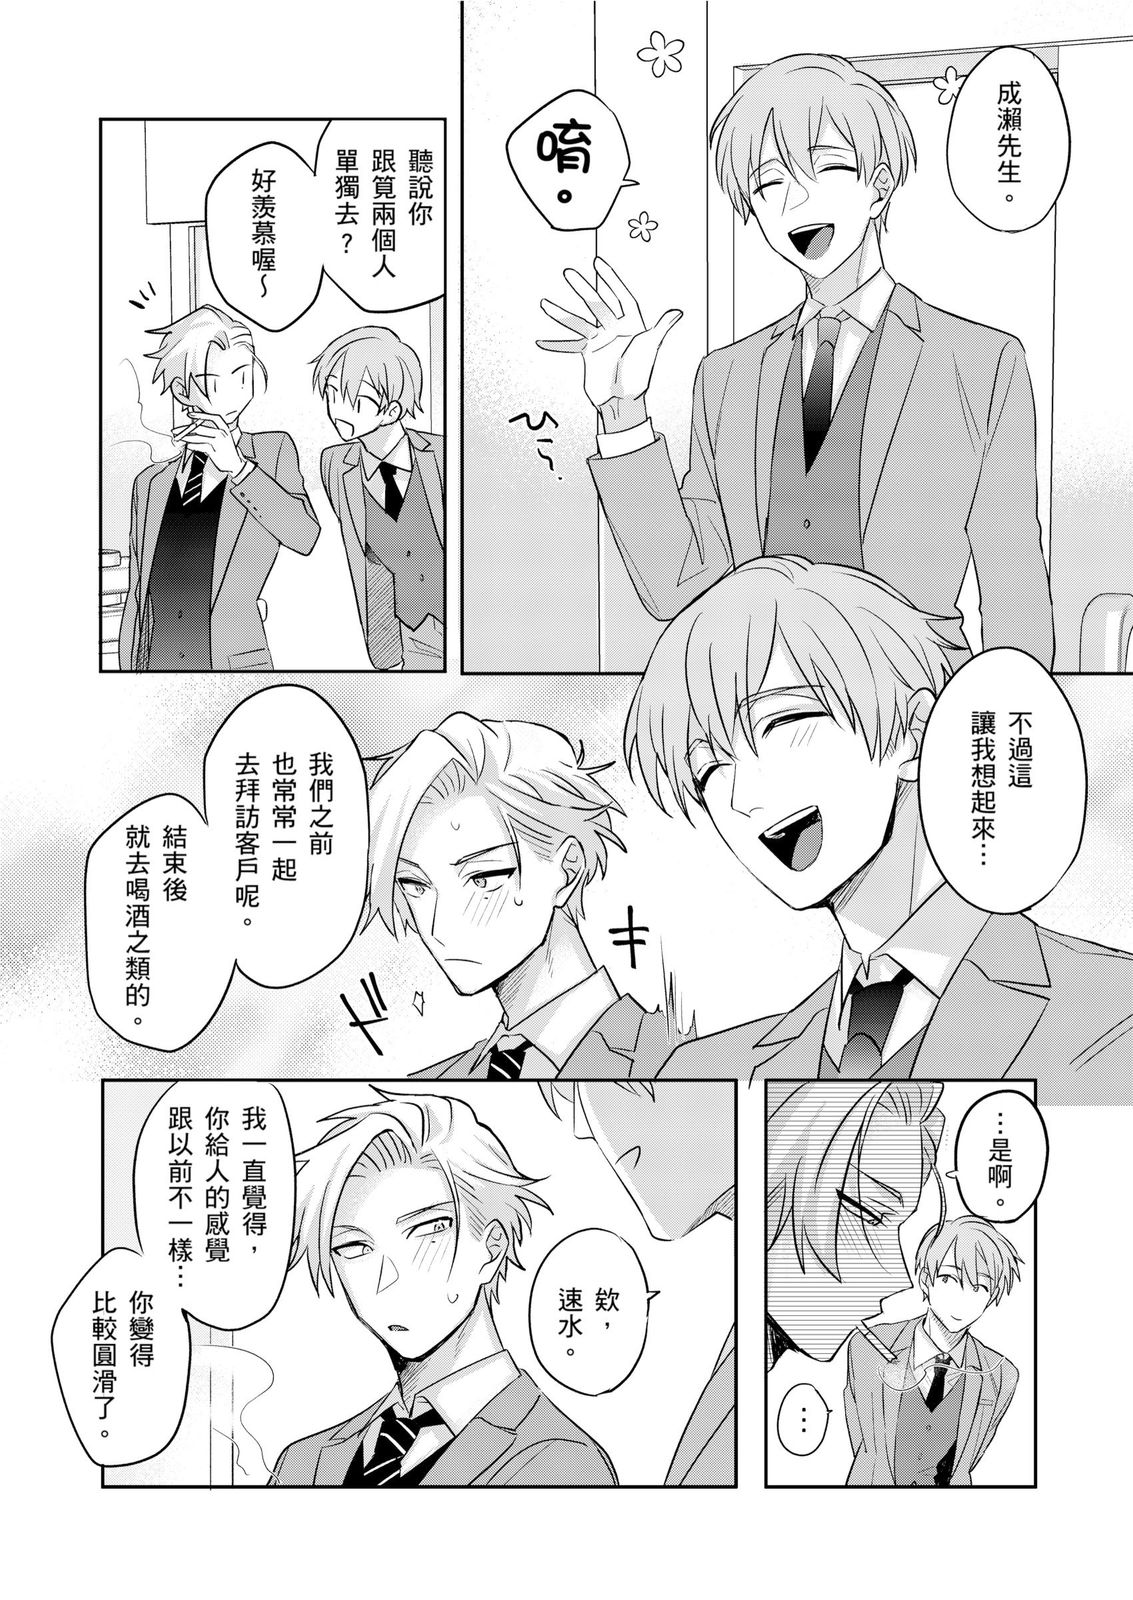 成瀨先生。
唷。
ひら
聽說你
跟筧兩個人
單獨去？
好羨慕喔～
不過這
讓我想起來…
我們之前
也常常一起
去拜訪客戶呢。
結束後
就去喝酒之類的。
ドキ
…是啊。
…
欸，
速水。
我一直覺得，
你給人的感覺
跟以前不一樣…
你變得
比較圓滑了。